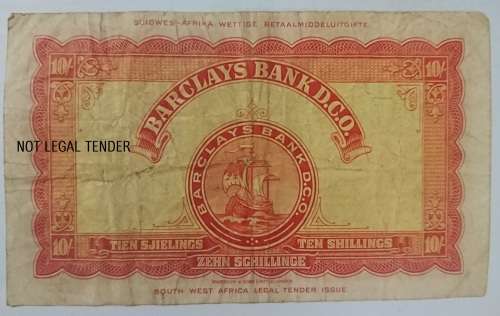 SUIDWES-AFRIKA WETTIGE BETAALMIDDELUITGIFTE.
10/- 10/-
BARCLAYS BANK D.C.O.
NOT LEGAL TENDER
BARCLAYS BANK D.C.O.
TIEN SJIELINGS TEN SHILLINGS
10/- ZEHN SCHILLINGE 10/-
SOUTH WEST AFRICA LEGAL TENDER ISSUE.